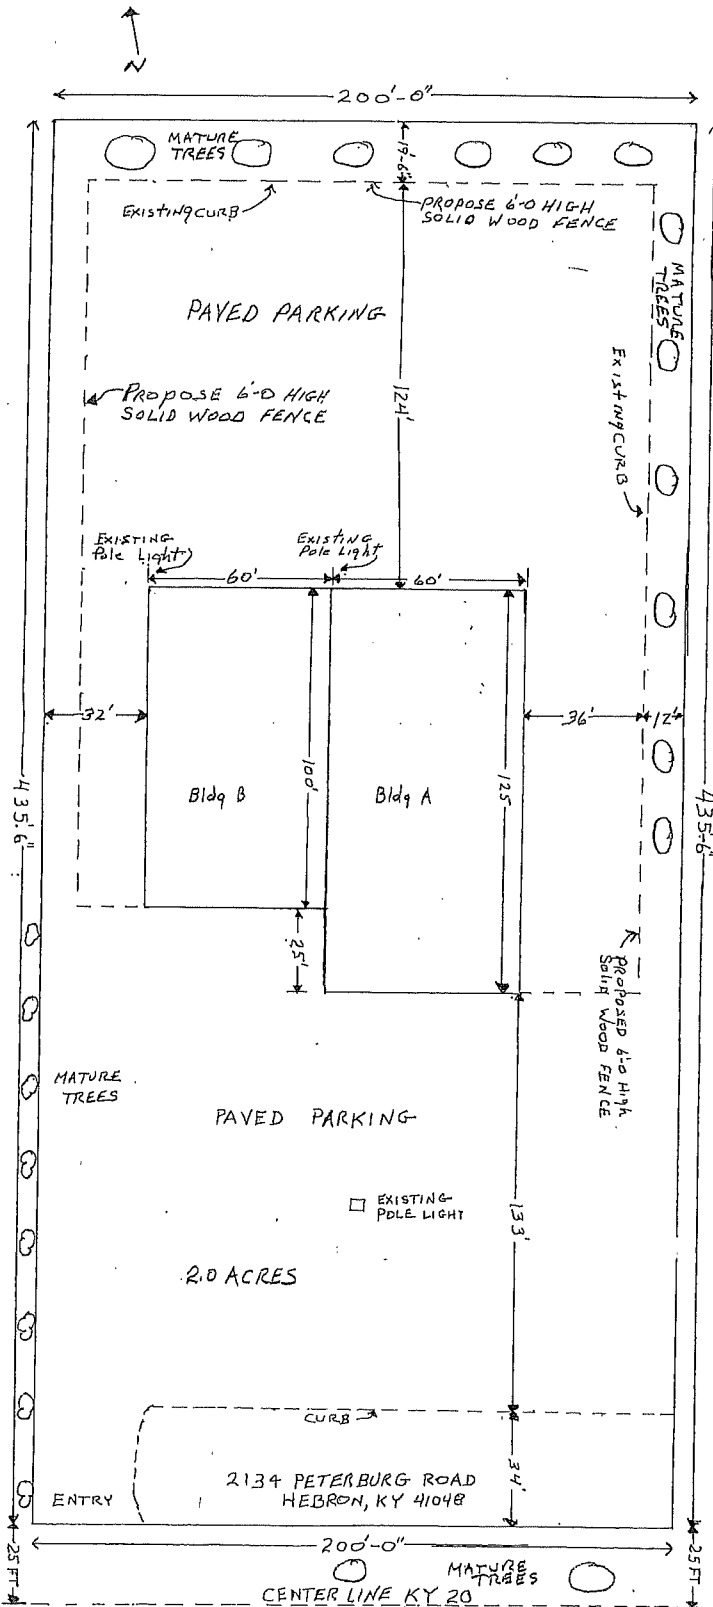 N
200'-0"
MATURE
TREES
19'-6"
EXISTING CURB
PROPOSE 6'-0 HIGH
SOLID WOOD FENCE
MATURE
TREES
PAVED PARKING
EXISTING CURB
124'
PROPOSE 6'-0 HIGH
SOLID WOOD FENCE
EXISTING
Pole Light
EXISTING
Pole Light
60'
60'
32'
36'
12'
Bldg B
100'
Bldg A
125
435'.6"
435-6"
25'
PROPOSED 6'-0 High
SOLID WOOD FENCE
MATURE
TREES
PAVED PARKING
EXISTING
POLE LIGHT
133'
2.0 ACRES
CURB
34'
ENTRY
2134 PETERBURG ROAD
HEBRON, KY 41048
200'-0"
25 FT
25 FT
MATURE
TREES
CENTER LINE KY 20